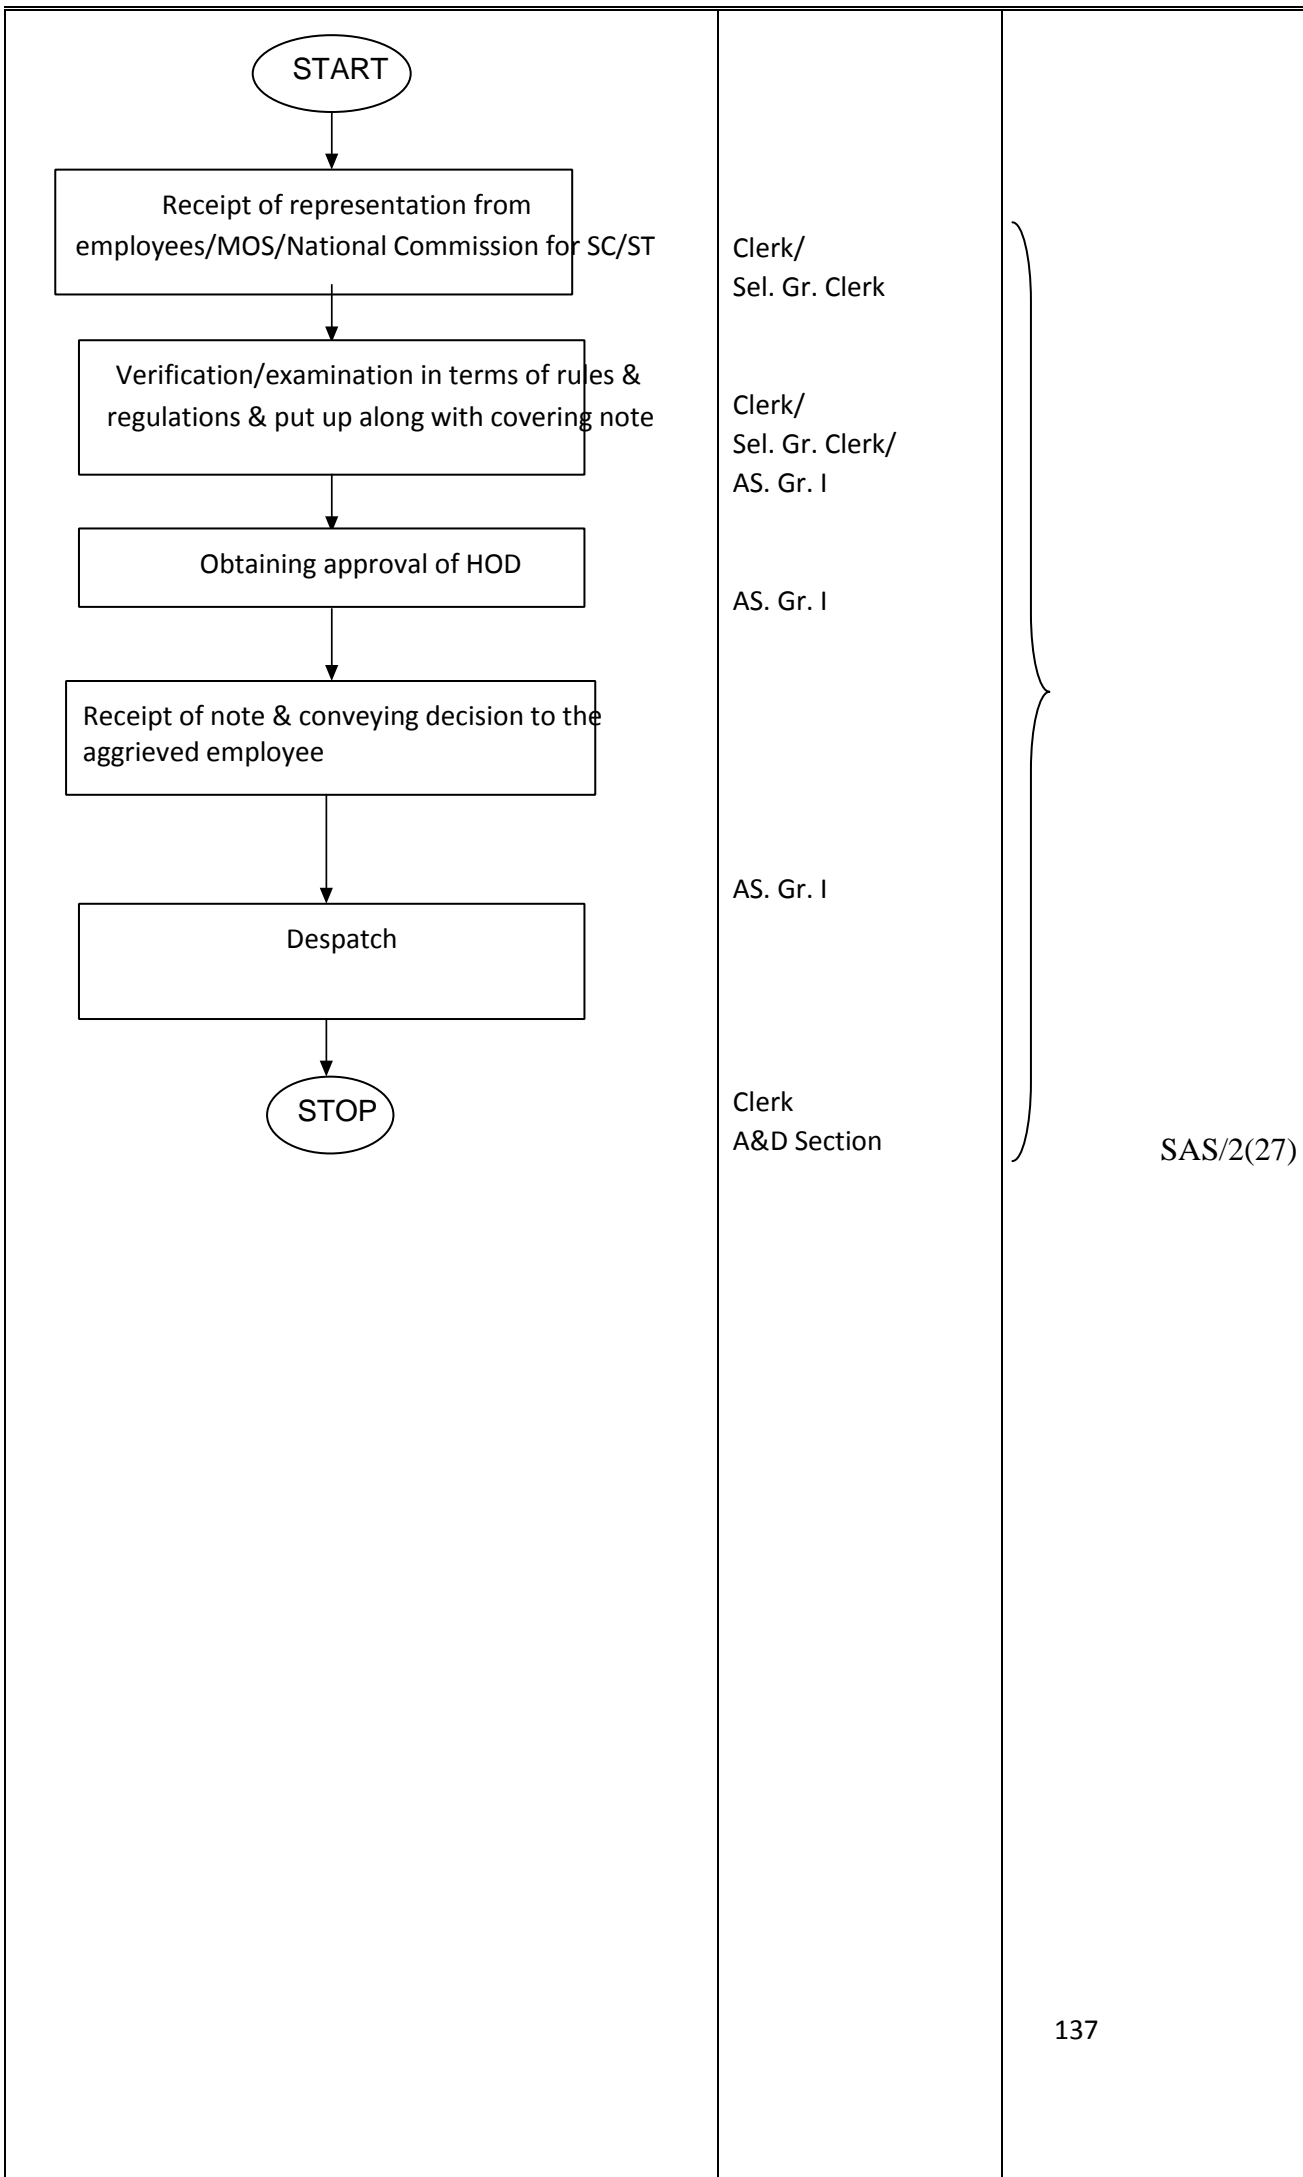 START
Receipt of representation from
employees/MOS/National Commission for SC/ST
Clerk/
Sel. Gr. Clerk
Verification/examination in terms of rules &
regulations & put up along with covering note
Clerk/
Sel. Gr. Clerk/
AS. Gr. I
Obtaining approval of HOD
AS. Gr. I
Receipt of note & conveying decision to the
aggrieved employee
AS. Gr. I
Despatch
STOP
Clerk
A&D Section
SAS/2(27)
137